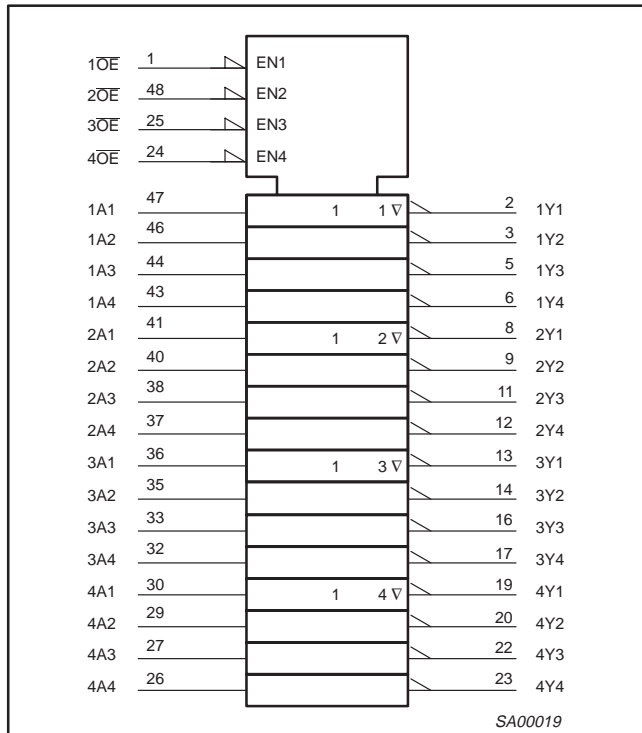 1O̅E̅ 1 EN1
2O̅E̅ 48 EN2
3O̅E̅ 25 EN3
4O̅E̅ 24 EN4
1A1 47 1 1 ∇ 2 1Y1
1A2 46 3 1Y2
1A3 44 5 1Y3
1A4 43 6 1Y4
2A1 41 1 2 ∇ 8 2Y1
2A2 40 9 2Y2
2A3 38 11 2Y3
2A4 37 12 2Y4
3A1 36 1 3 ∇ 13 3Y1
3A2 35 14 3Y2
3A3 33 16 3Y3
3A4 32 17 3Y4
4A1 30 1 4 ∇ 19 4Y1
4A2 29 20 4Y2
4A3 27 22 4Y3
4A4 26 23 4Y4
SA00019